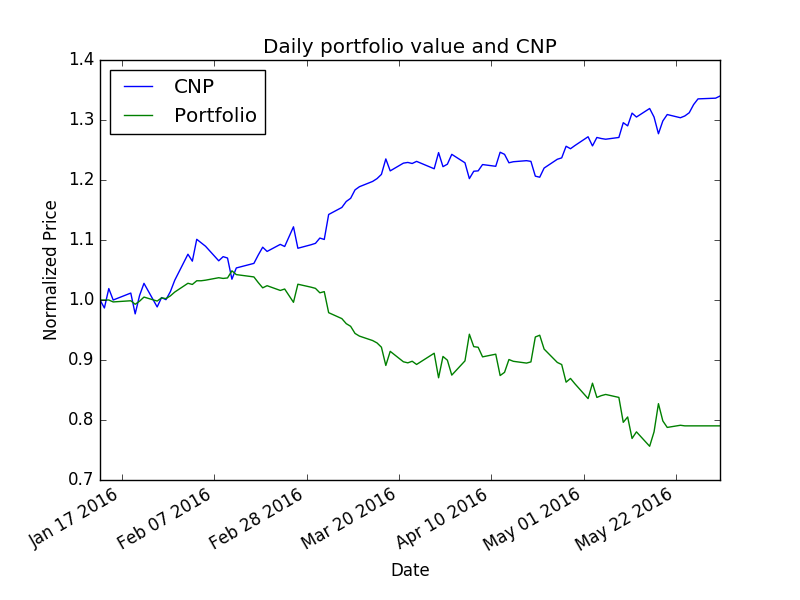 Daily portfolio value and CNP
CNP
Portfolio
1.4
1.3
1.2
1.1
1.0
0.9
0.8
0.7
Normalized Price
Jan 17 2016
Feb 07 2016
Feb 28 2016
Mar 20 2016
Apr 10 2016
May 01 2016
May 22 2016
Date